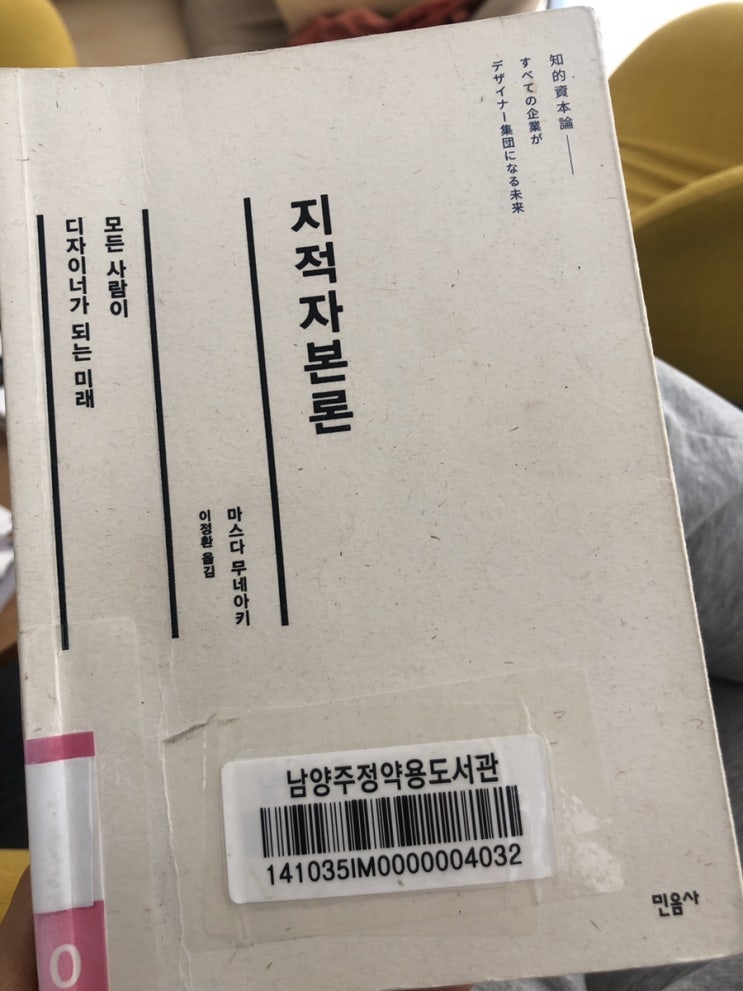 知的資本論
すべての企業が
デザイナー集団になる未来
지적자본론
마스다 무네아키
이정환 옮김
모든 사람이
디자이너가 되는 미래
남양주정약용도서관
141035IM0000004032
민음사
0